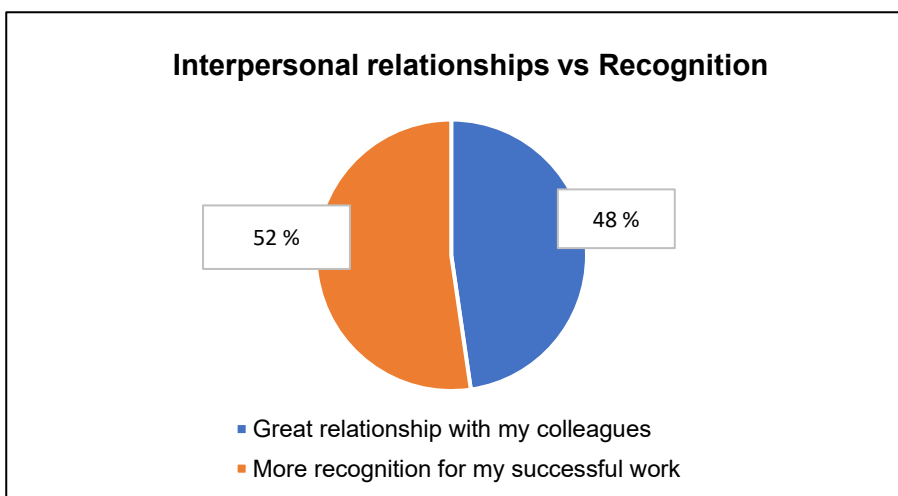 Interpersonal relationships vs Recognition
52 %
48 %
Great relationship with my colleagues
More recognition for my successful work